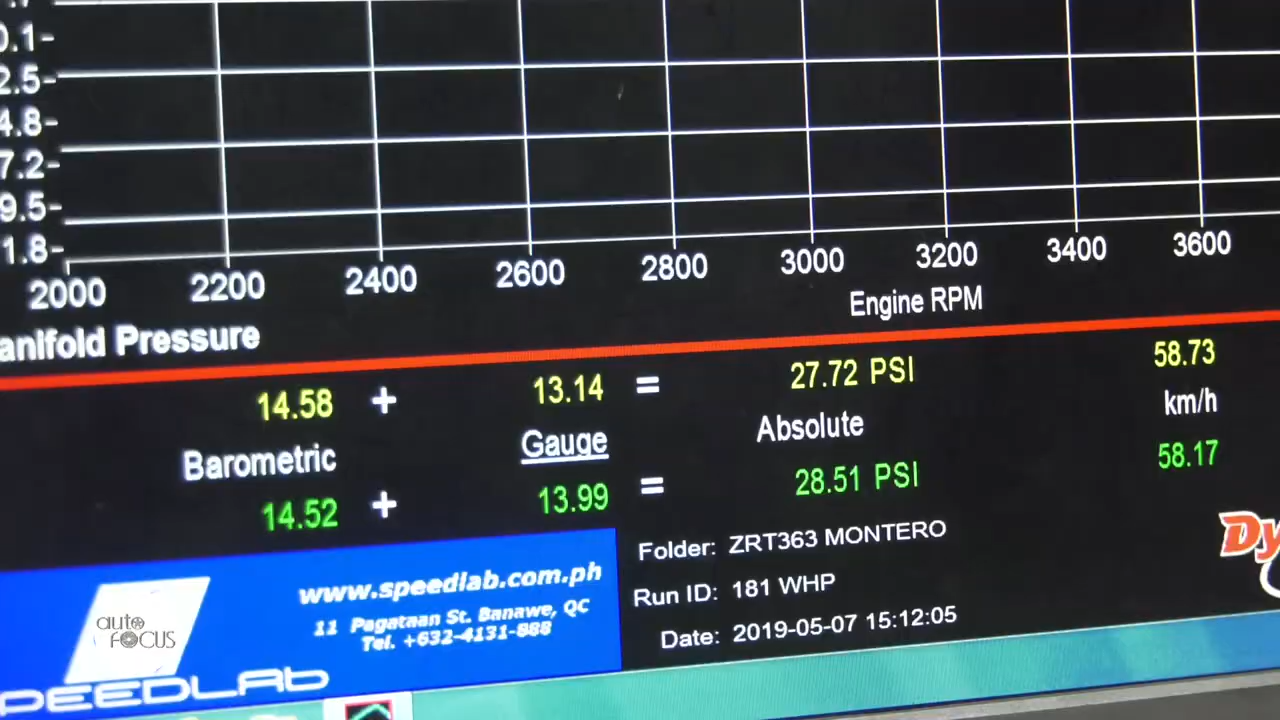 0.1-
2.5-
4.8-
7.2-
9.5-
1.8-
2000 2200 2400 2600 2800 3000 3200 3400 3600
Engine RPM
anifold Pressure
14.58 + 13.14 = 27.72 PSI 58.73
Barometric Gauge Absolute km/h
14.52 + 13.99 = 28.51 PSI 58.17
www.speedlab.com.ph
11 Pagataan St. Banawe, QC
Tel. +632-4131-888
auto
FOCUS
PEEDLAB
Folder: ZRT363 MONTERO
Run ID: 181 WHP
Date: 2019-05-07 15:12:05
Dy